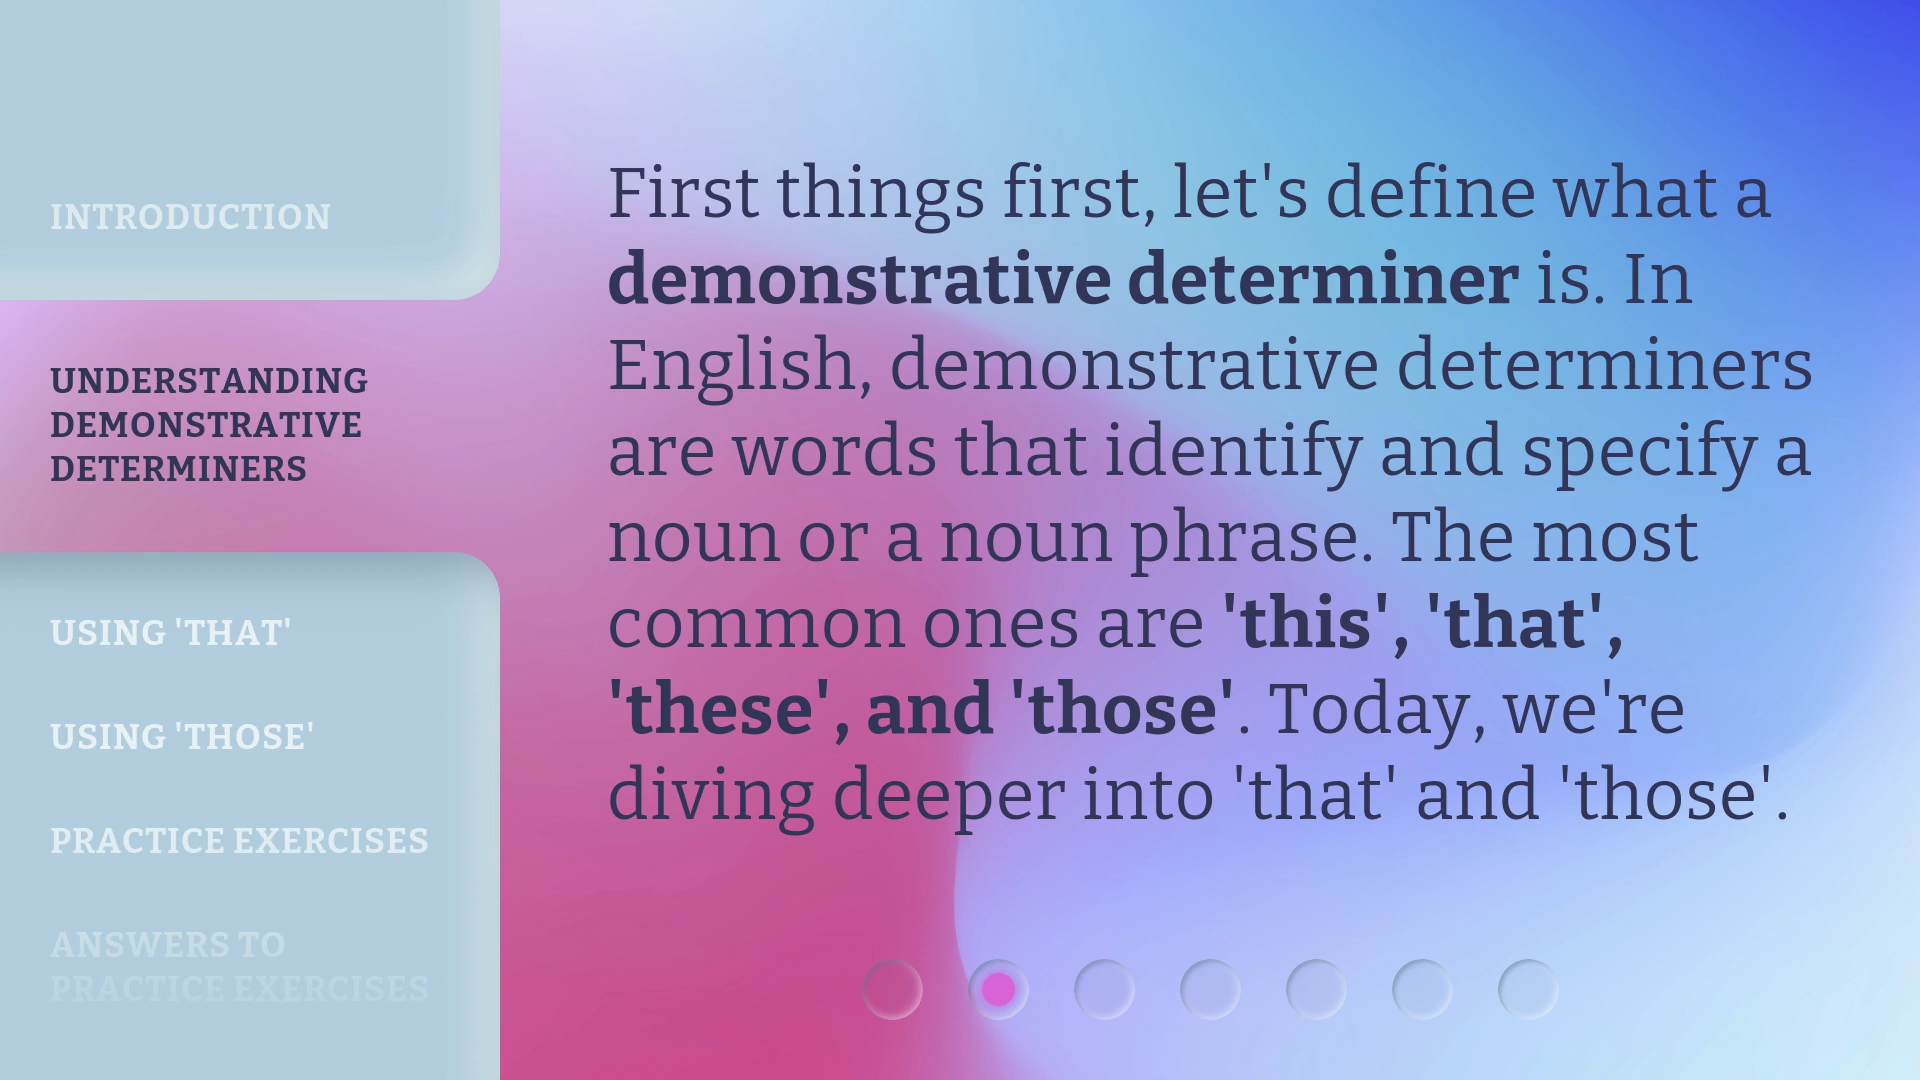 INTRODUCTION
UNDERSTANDING
DEMONSTRATIVE
DETERMINERS
USING 'THAT'
USING 'THOSE'
PRACTICE EXERCISES
ANSWERS TO
PRACTICE EXERCISES
First things first, let's define what a
demonstrative determiner is. In
English, demonstrative determiners
are words that identify and specify a
noun or a noun phrase. The most
common ones are 'this', 'that',
'these', and 'those'. Today, we're
diving deeper into 'that' and 'those'.